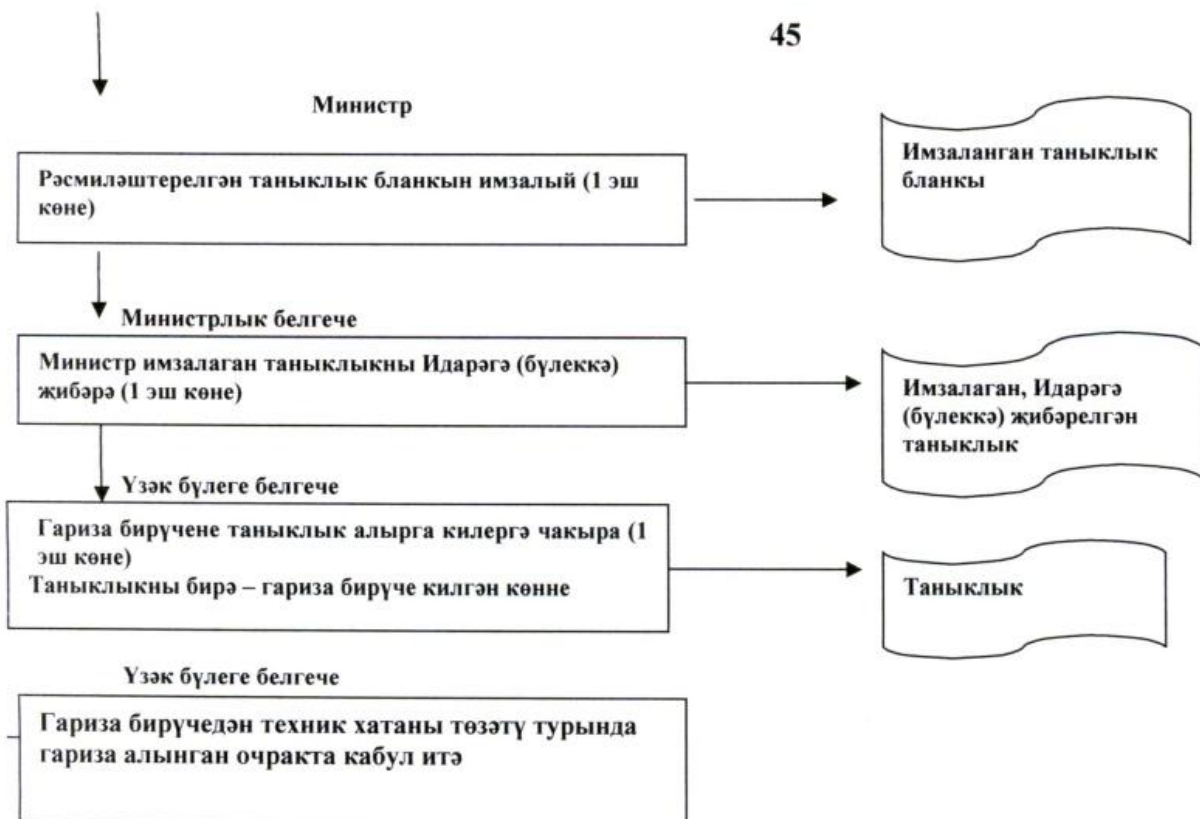 45
Министр
Рәсмиләштерелгән таныклык бланкын имзалый (1 эш
көне)
Имзаланган таныклык
бланкы
Министрлык белгече
Министр имзалаган таныклыкны Идарәгә (бүлеккә)
җибәрә (1 эш көне)
Имзалаган, Идарәгә
(бүлеккә) җибәрелгән
таныклык
Үзәк бүлеге белгече
Гариза бирүчене таныклык алырга килергә чакыра (1
эш көне)
Таныклыкны бирә – гариза бирүче килгән көнне
Таныклык
Үзәк бүлеге белгече
Гариза бирүчедән техник хатаны төзәтү турында
гариза алынган очракта кабул итә